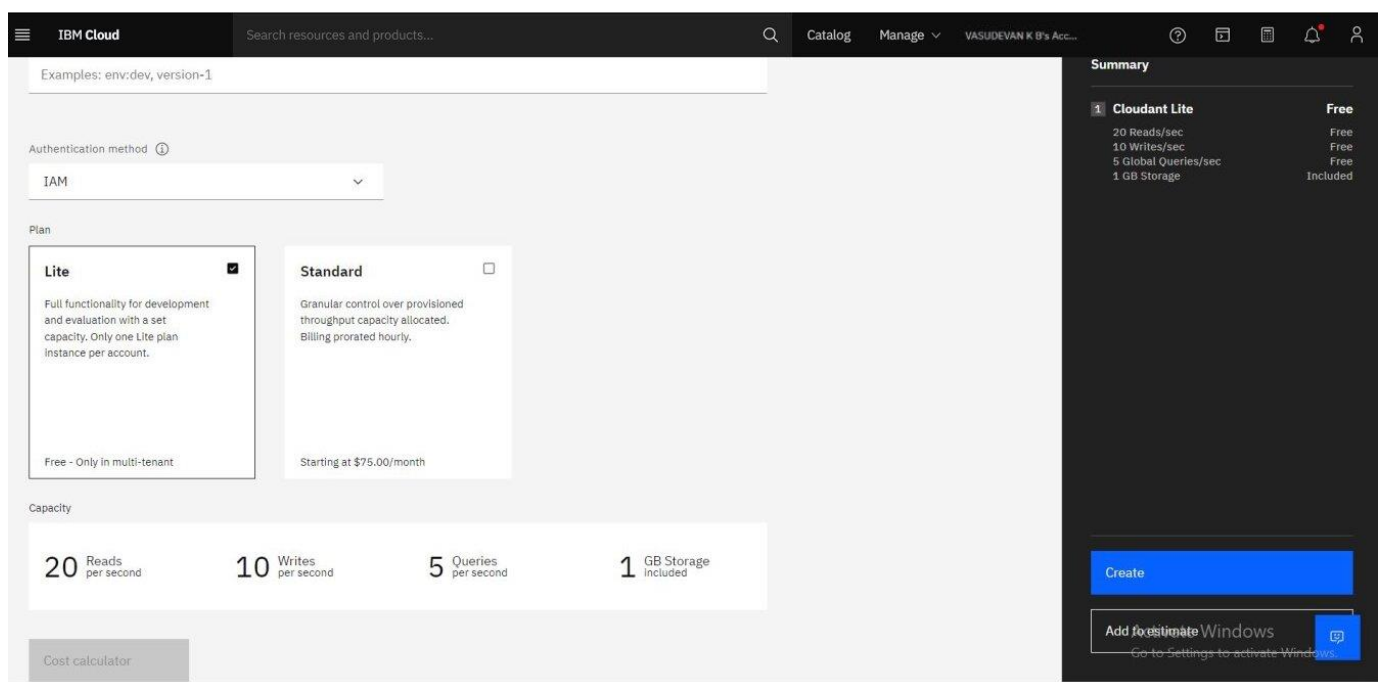 IBM Cloud
Search resources and products...
Catalog
Manage
VASUDEVAN K B's Acc...
Examples: env:dev, version-1
Authentication method
IAM
Plan
Lite
Full functionality for development
and evaluation with a set
capacity. Only one Lite plan
instance per account.
Free - Only in multi-tenant
Standard
Granular control over provisioned
throughput capacity allocated.
Billing prorated hourly.
Starting at $75.00/month
Capacity
20 Reads
per second
10 Writes
per second
5 Queries
per second
1 GB Storage
included
Cost calculator
Summary
1 Cloudant Lite Free
20 Reads/sec Free
10 Writes/sec Free
5 Global Queries/sec Free
1 GB Storage Included
Create
Add to estimate
Activate Windows
Go to Settings to activate Windows.